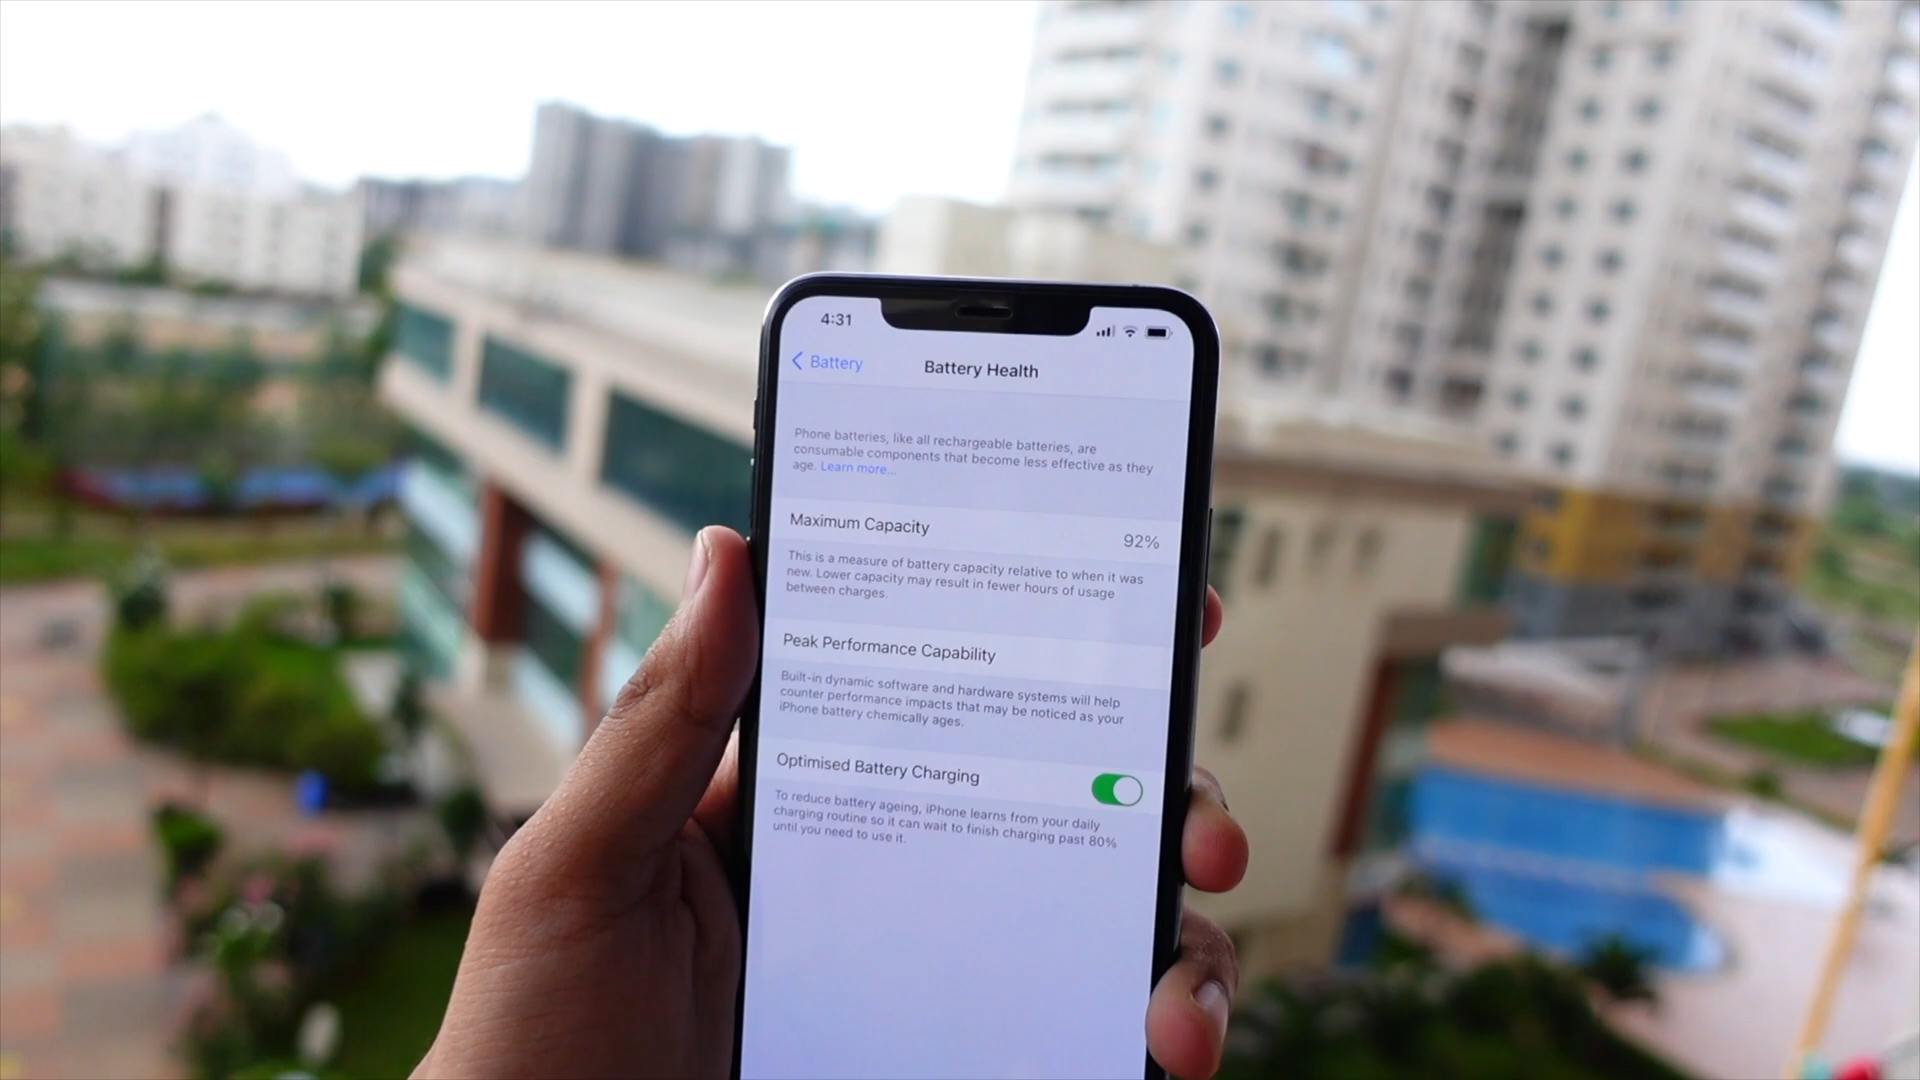 4:31
Battery
Battery Health
Phone batteries, like all rechargeable batteries, are
consumable components that become less effective as they
age. Learn more...
Maximum Capacity 92%
This is a measure of battery capacity relative to when it was
new. Lower capacity may result in fewer hours of usage
between charges.
Peak Performance Capability
Built-in dynamic software and hardware systems will help
counter performance impacts that may be noticed as your
iPhone battery chemically ages.
Optimised Battery Charging
To reduce battery ageing, iPhone learns from your daily
charging routine so it can wait to finish charging past 80%
until you need to use it.